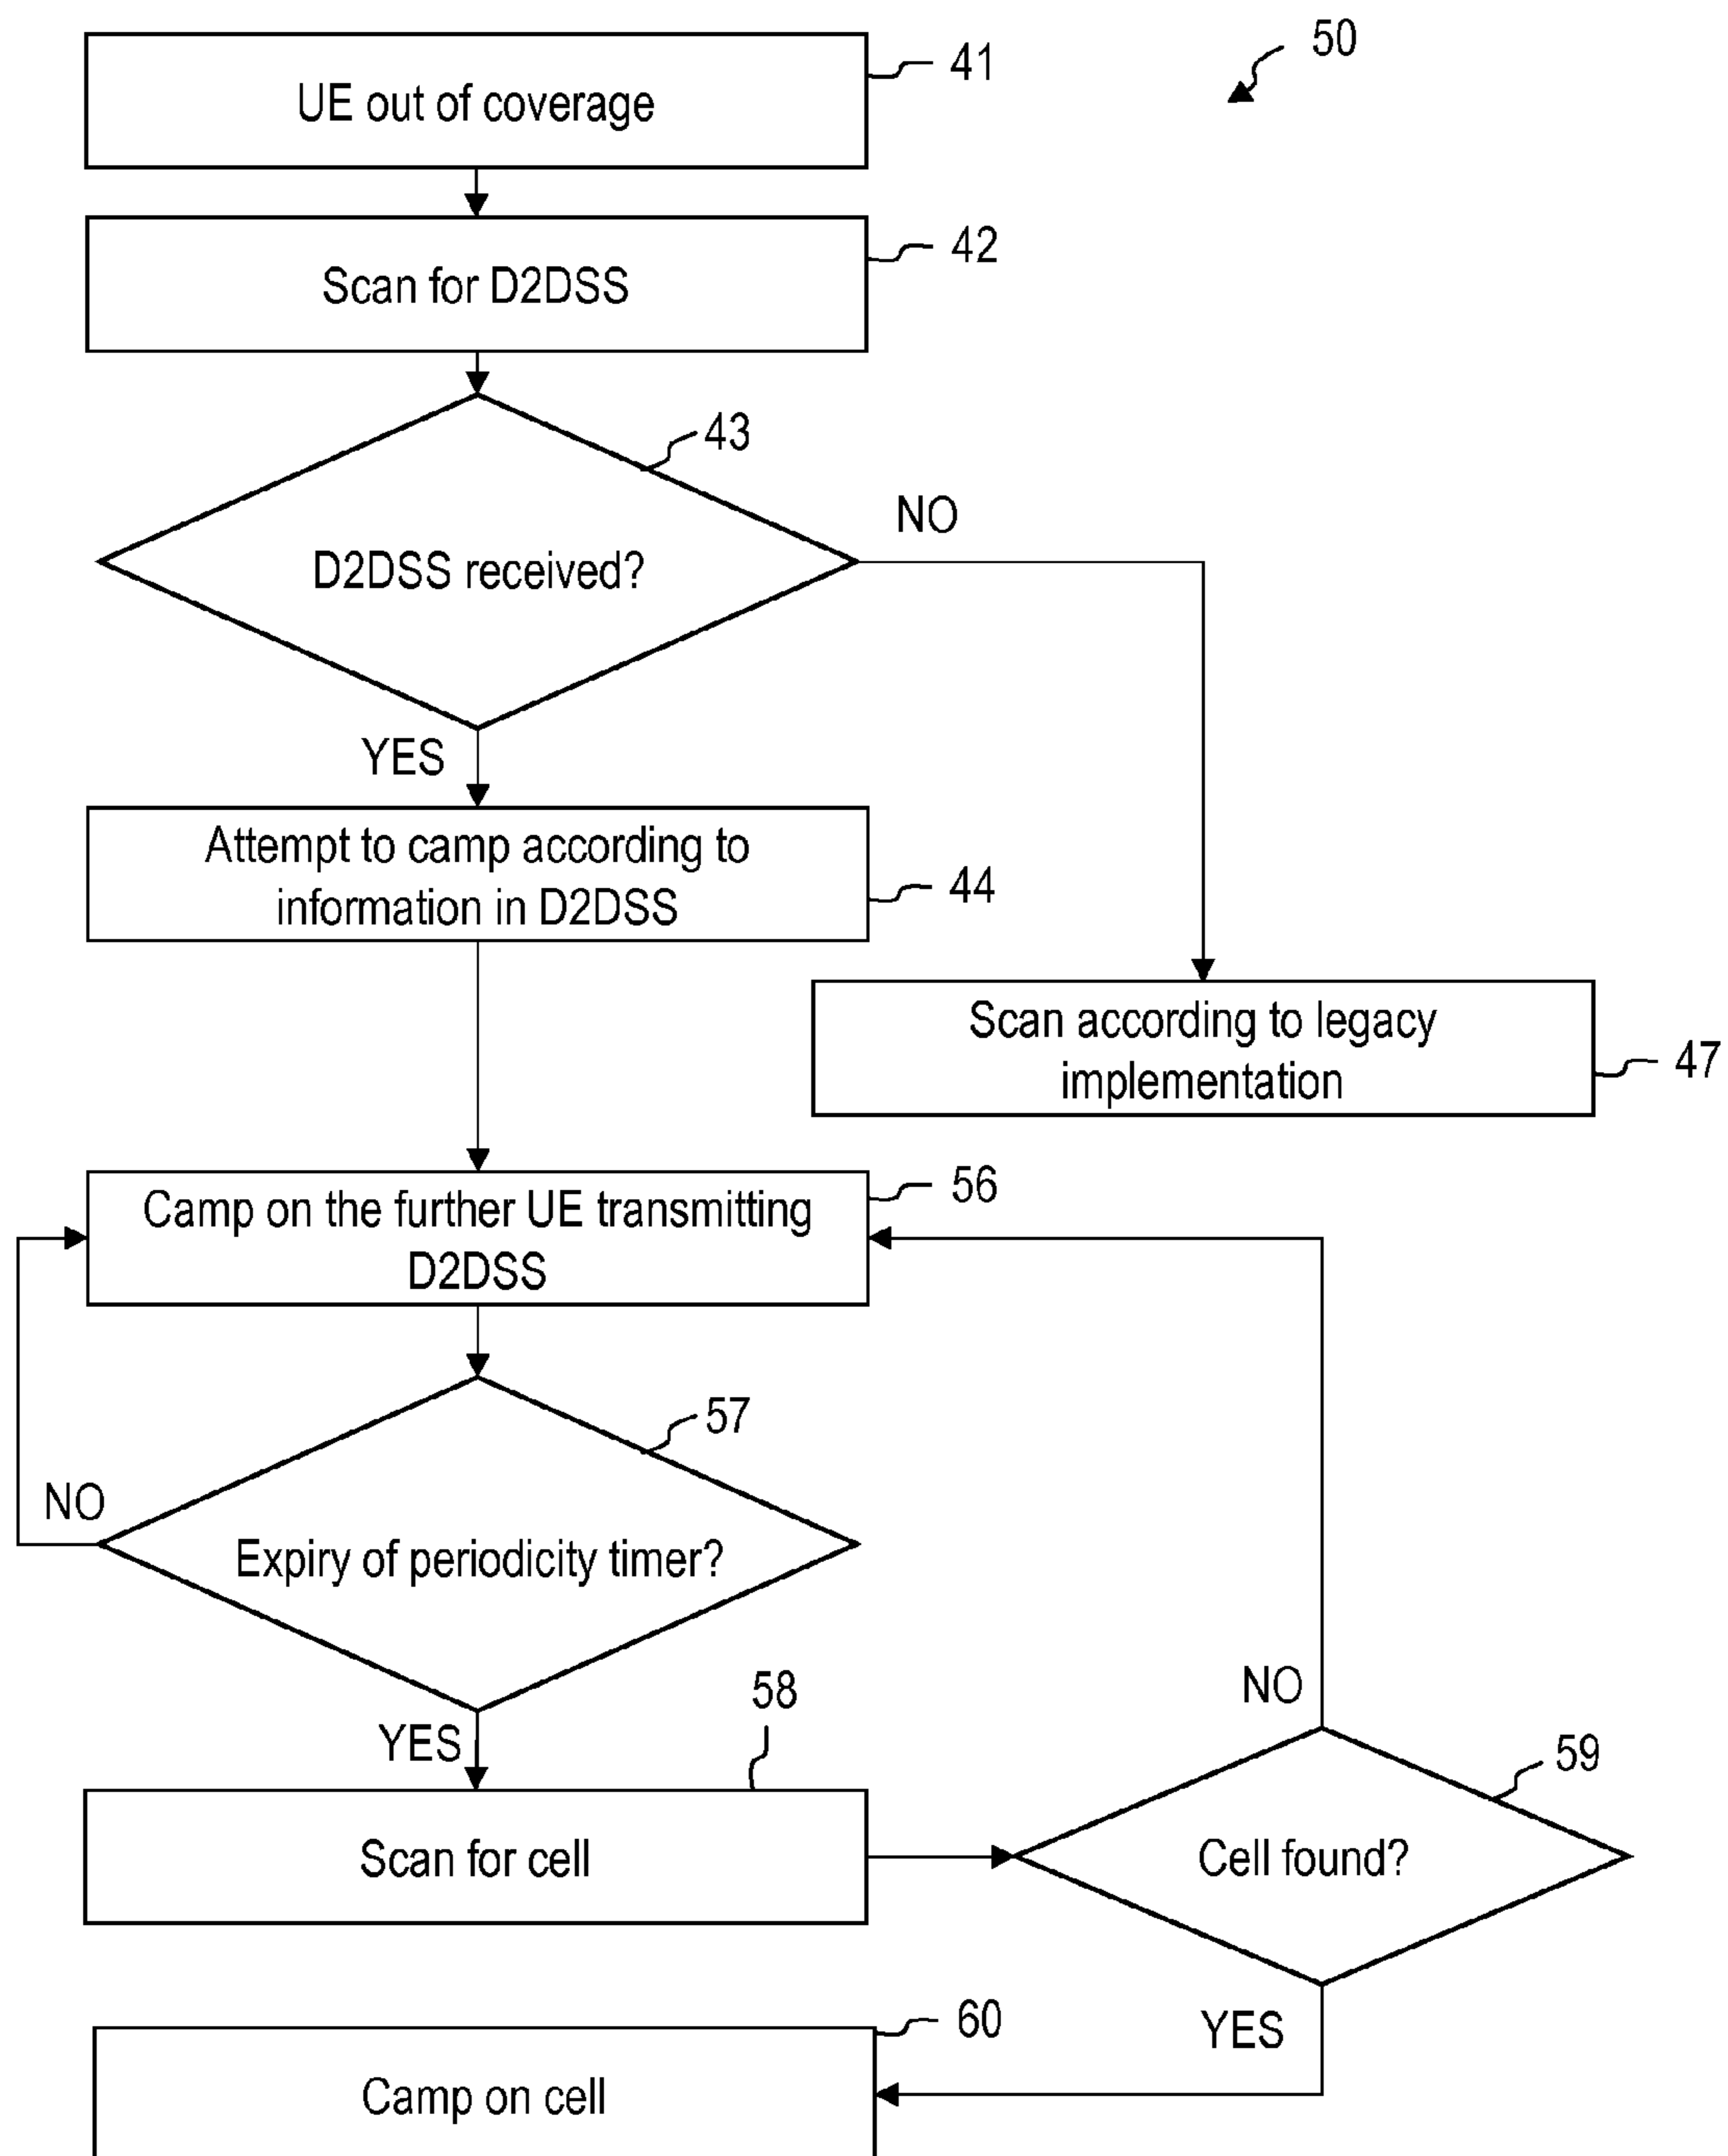 50
41
UE out of coverage
42
Scan for D2DSS
43
D2DSS received?
NO
YES
Attempt to camp according to
information in D2DSS
44
Scan according to legacy
implementation
47
56
Camp on the further UE transmitting
D2DSS
57
NO
Expiry of periodicity timer?
YES
58
Scan for cell
NO
59
Cell found?
YES
60
Camp on cell